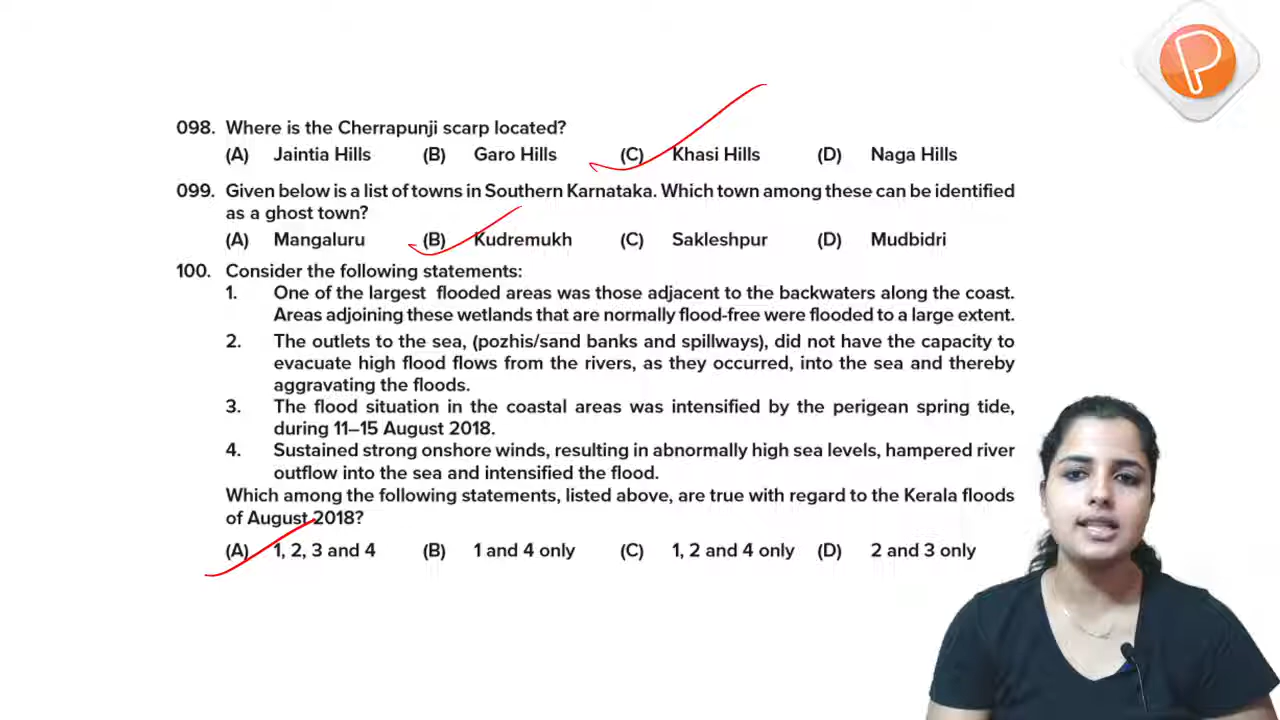 098. Where is the Cherrapunji scarp located?
(A) Jaintia Hills (B) Garo Hills (C) Khasi Hills (D) Naga Hills
099. Given below is a list of towns in Southern Karnataka. Which town among these can be identified
as a ghost town?
(A) Mangaluru (B) Kudremukh (C) Sakleshpur (D) Mudbidri
100. Consider the following statements:
1. One of the largest flooded areas was those adjacent to the backwaters along the coast.
Areas adjoining these wetlands that are normally flood-free were flooded to a large extent.
2. The outlets to the sea, (pozhis/sand banks and spillways), did not have the capacity to
evacuate high flood flows from the rivers, as they occurred, into the sea and thereby
aggravating the floods.
3. The flood situation in the coastal areas was intensified by the perigean spring tide,
during 11–15 August 2018.
4. Sustained strong onshore winds, resulting in abnormally high sea levels, hampered river
outflow into the sea and intensified the flood.
Which among the following statements, listed above, are true with regard to the Kerala floods
of August 2018?
(A) 1, 2, 3 and 4 (B) 1 and 4 only (C) 1, 2 and 4 only (D) 2 and 3 only
P